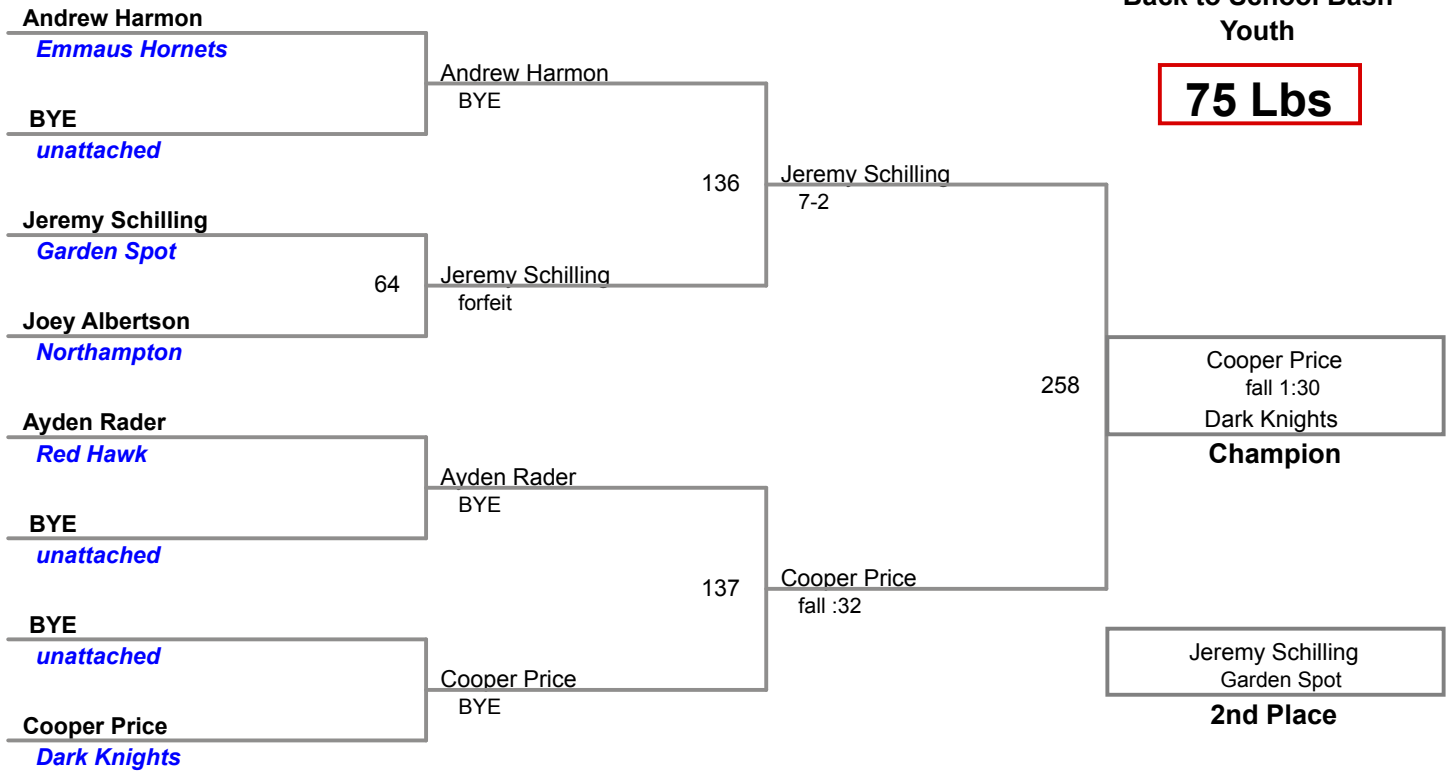 Back to School Bash
Youth
75 Lbs
Andrew Harmon
Emmaus Hornets
Andrew Harmon
BYE
BYE
unattached
136
Jeremy Schilling
7-2
Jeremy Schilling
Garden Spot
64
Jeremy Schilling
forfeit
Joey Albertson
Northampton
258
Cooper Price
fall 1:30
Dark Knights
Champion
Ayden Rader
Red Hawk
Ayden Rader
BYE
BYE
unattached
137
Cooper Price
fall :32
BYE
unattached
Cooper Price
BYE
Jeremy Schilling
Garden Spot
2nd Place
Cooper Price
Dark Knights